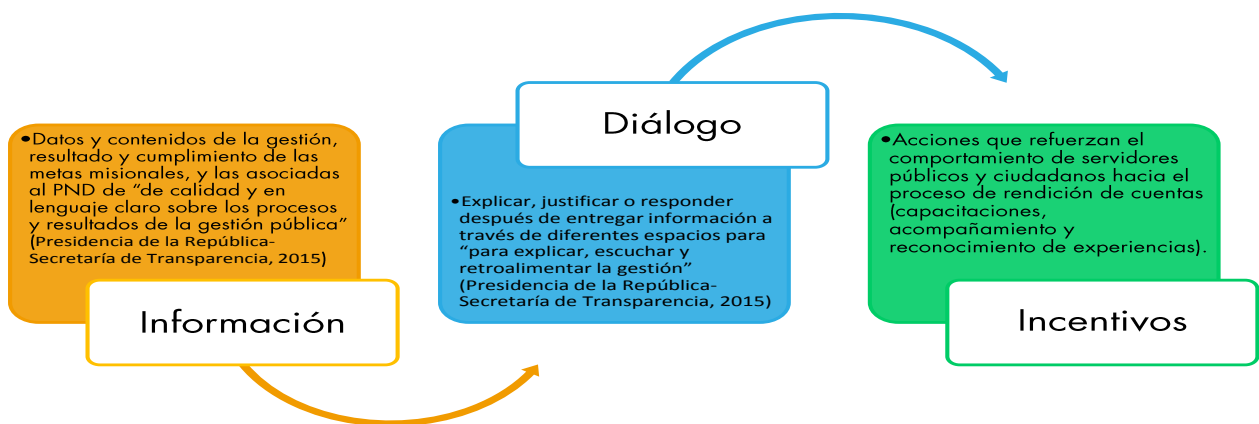 •Datos y contenidos de la gestión,
resultado y cumplimiento de las
metas misionales, y las asociadas
al PND de “de calidad y en
lenguaje claro sobre los procesos
y resultados de la gestión pública”
(Presidencia de la República-
Secretaría de Transparencia, 2015)
Información
Diálogo
•Explicar, justificar o responder
después de entregar información a
través de diferentes espacios para
“para explicar, escuchar y
retroalimentar la gestión”
(Presidencia de la República-
Secretaría de Transparencia, 2015)
•Acciones que refuerzan el
comportamiento de servidores
públicos y ciudadanos hacia el
proceso de rendición de cuentas
(capacitaciones,
acompañamiento y
reconocimiento de experiencias).
Incentivos